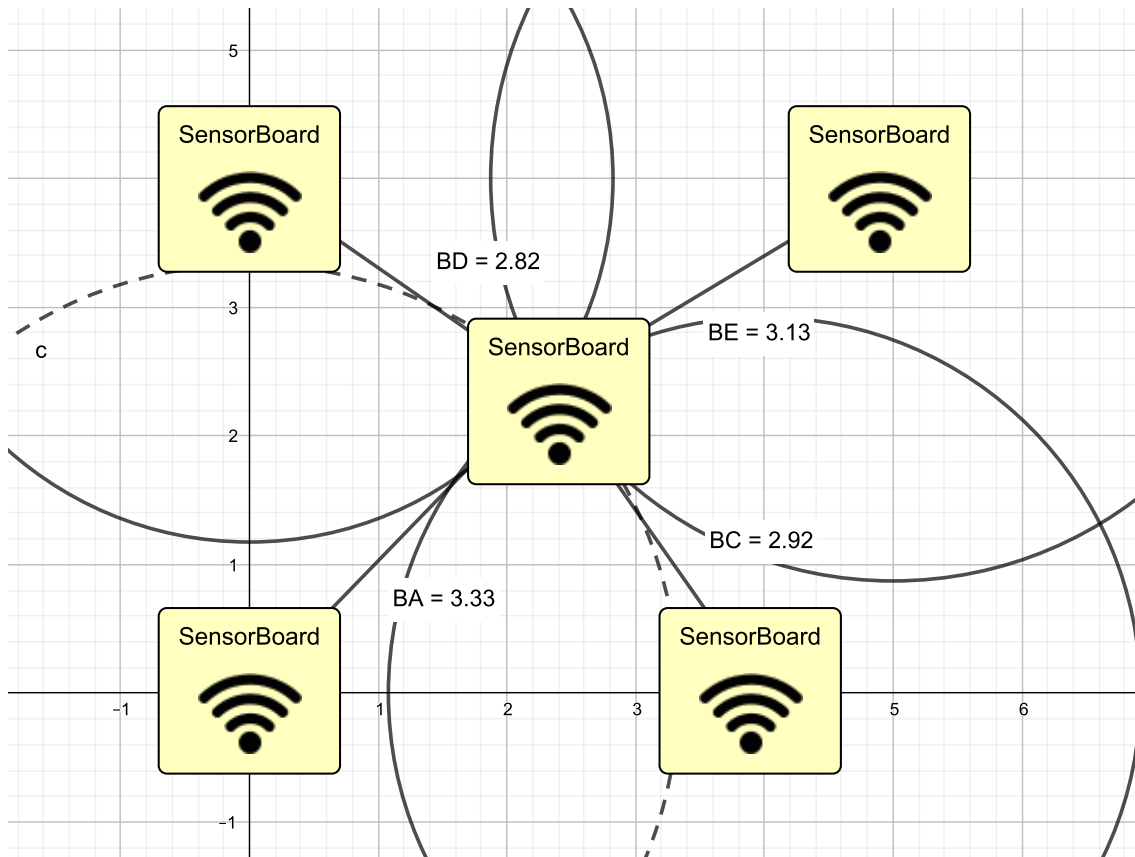 5
SensorBoard
SensorBoard
BD = 2.82
3
BE = 3.13
c
SensorBoard
2
BC = 2.92
1
BA = 3.33
SensorBoard
SensorBoard
−1
1
2
3
5
6
−1